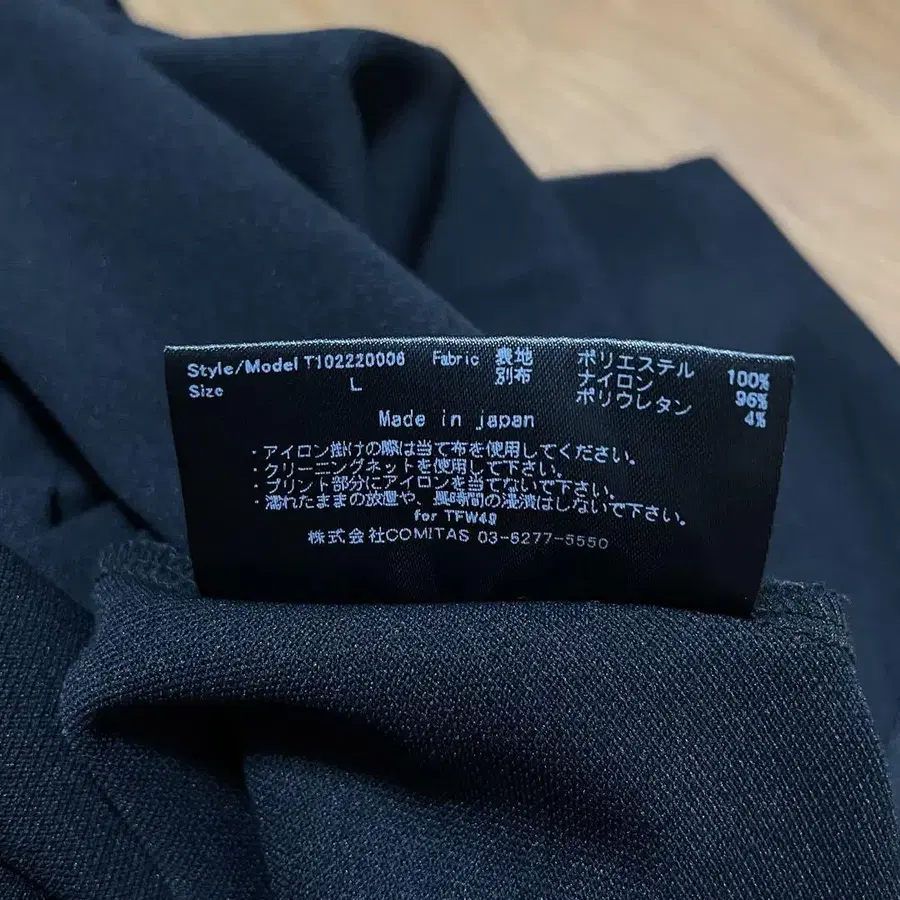 Style/Model T102220006 Fabric 表地 ポリエステル 100%
Size L 別布 ナイロン 96%
ポリウレタン 4%
Made in japan
・アイロン掛けの際は当て布を使用してください。
・クリーニングネットを使用して下さい。
・プリント部分にアイロンを当てないで下さい。
・濡れたままの放置や、長時間の浸漬はしないで下さい。
for TFW49
株式会社COMITAS 03-5277-5550